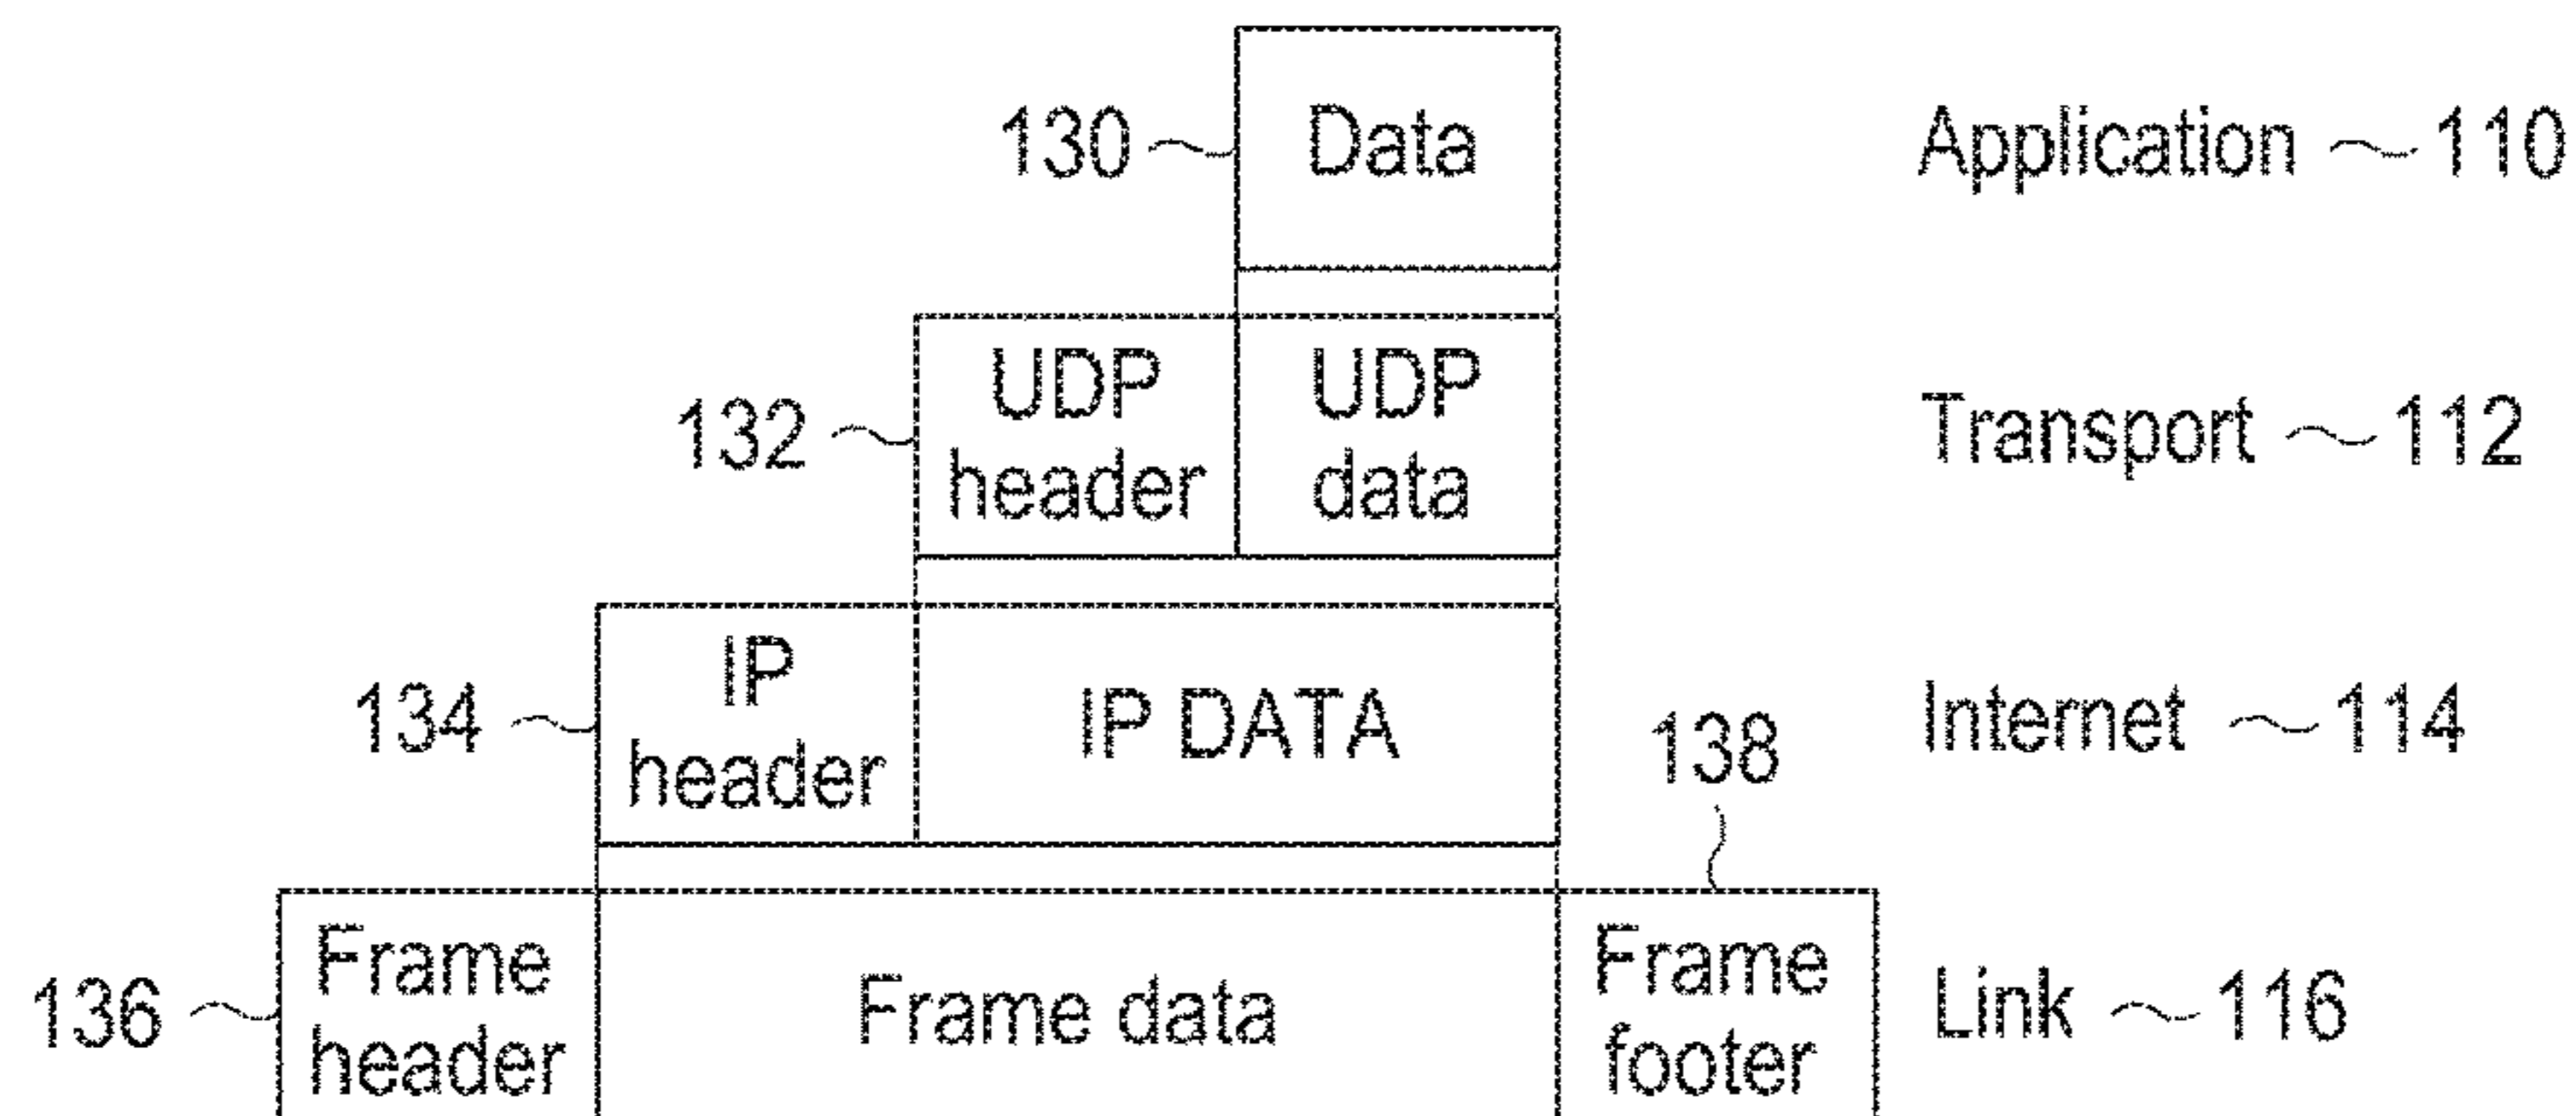 130 Data Application 110
132 UDP header UDP data Transport 112
134 IP header IP DATA Internet 114
138
136 Frame header Frame data Frame footer Link 116